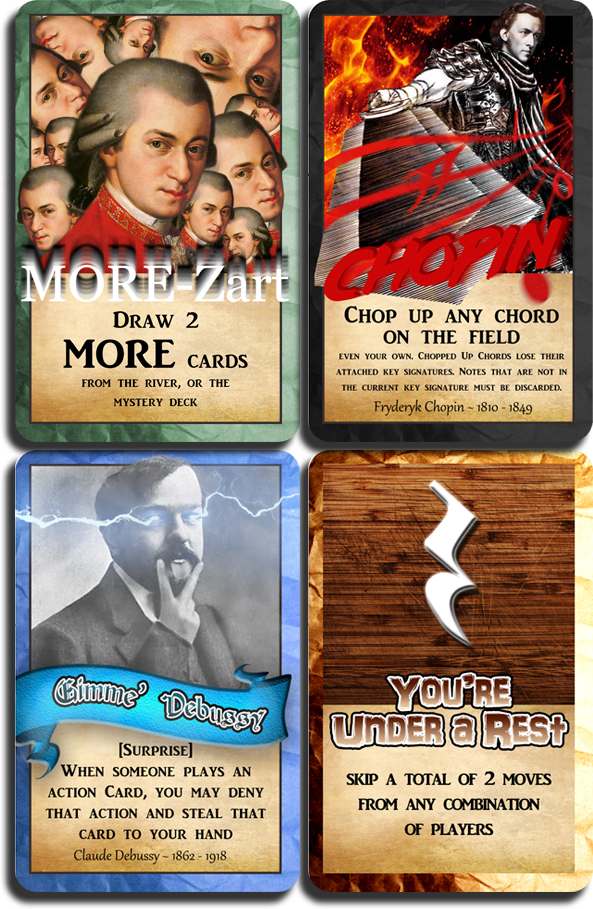 MORE-Zart
Draw 2
MORE cards
from the river, or the
mystery deck
CHOPIN!
Chop up any chord
on the field
even your own. Chopped Up Chords lose their
attached key signatures. Notes that are not in
the current key signature must be discarded.
Fryderyk Chopin ~ 1810 - 1849
Gimme' Debussy
[Surprise]
When someone plays an
action Card, you may deny
that action and steal that
card to your hand
Claude Debussy ~ 1862 - 1918
You're
Under a Rest
skip a total of 2 moves
from any combination
of players